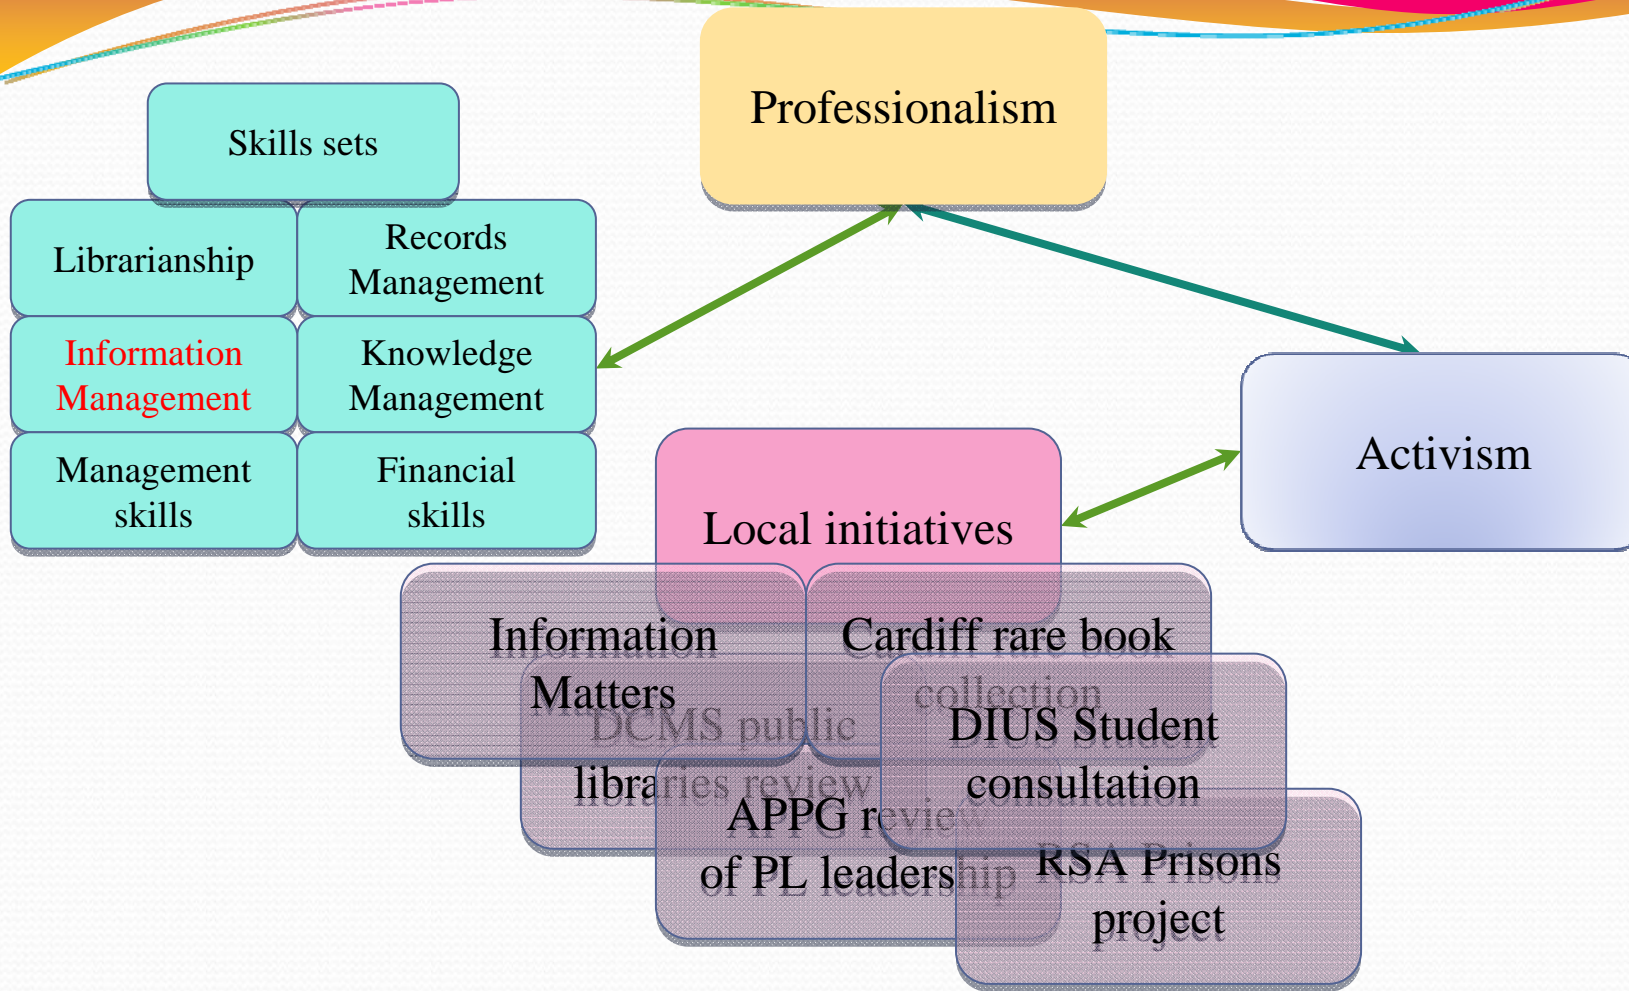 Professionalism
Skills sets
Librarianship
Records
Management
Information
Management
Knowledge
Management
Management
skills
Financial
skills
Activism
Local initiatives
Information
Matters
Cardiff rare book
collection
DCMS public
libraries review
DIUS Student
consultation
APPG review
of PL leadership
RSA Prisons
project